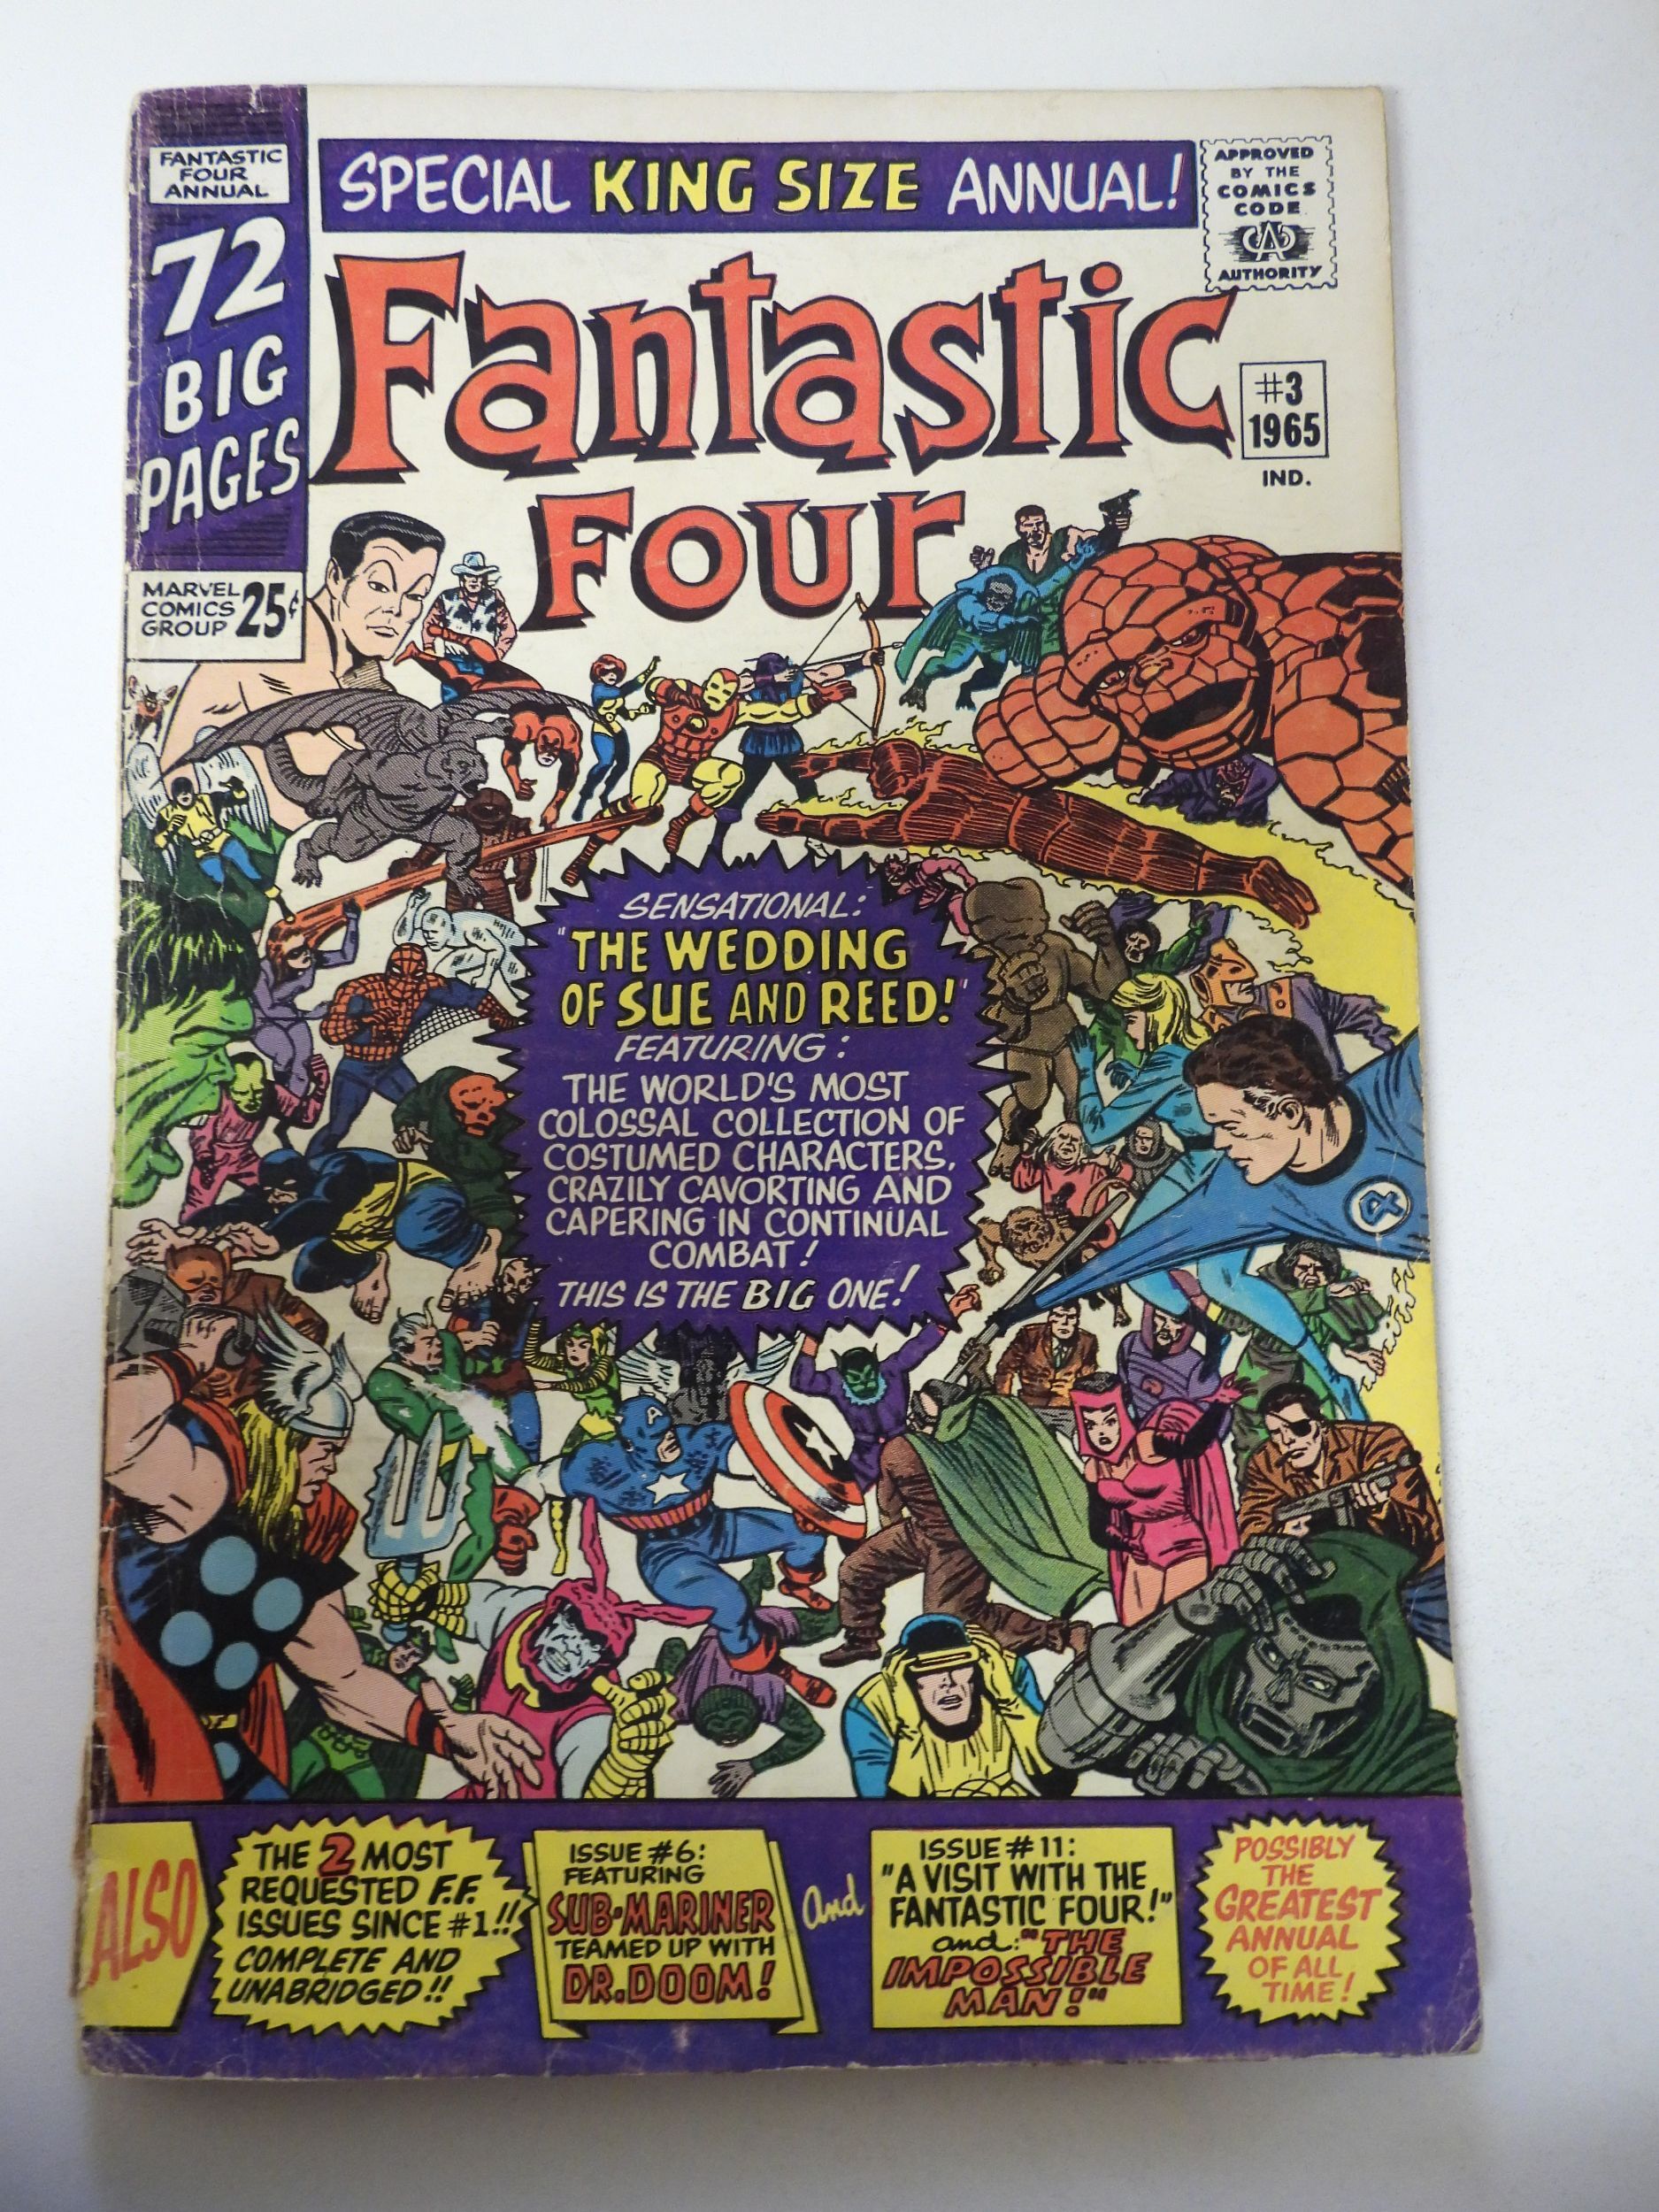 FANTASTIC
FOUR
ANNUAL
72
BIG
PAGES
MARVEL
COMICS
GROUP
25¢
SPECIAL KING SIZE ANNUAL!
APPROVED
BY THE
COMICS
CODE
CA
AUTHORITY
Fantastic
Four
#3
1965
IND.
SENSATIONAL:
"THE WEDDING
OF SUE AND REED!"
FEATURING:
THE WORLD'S MOST
COLOSSAL COLLECTION OF
COSTUMED CHARACTERS,
CRAZILY CAVORTING AND
CAPERING IN CONTINUAL
COMBAT!
THIS IS THE BIG ONE!
4
A
ALSO
THE 2 MOST
REQUESTED F.F.
ISSUES SINCE #1!!
COMPLETE AND
UNABRIDGED!!
ISSUE #6:
FEATURING
SUB-MARINER
TEAMED UP WITH
DR. DOOM!
And
ISSUE #11:
"A VISIT WITH THE
FANTASTIC FOUR!"
and: "THE
IMPOSSIBLE
MAN!"
POSSIBLY
THE
GREATEST
ANNUAL
OF ALL
TIME!